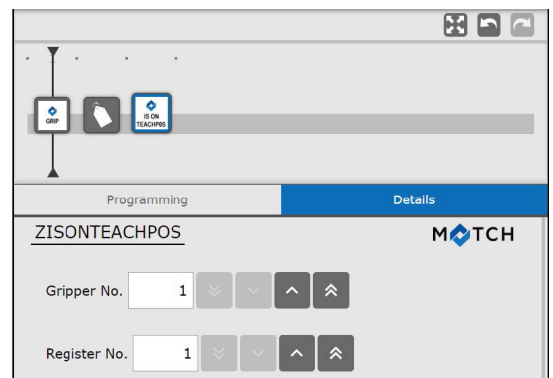 GRIP
IS ON
TEACHPOS
Programming
Details
ZISONTEACHPOS
MATCH
Gripper No.
1
Register No.
1